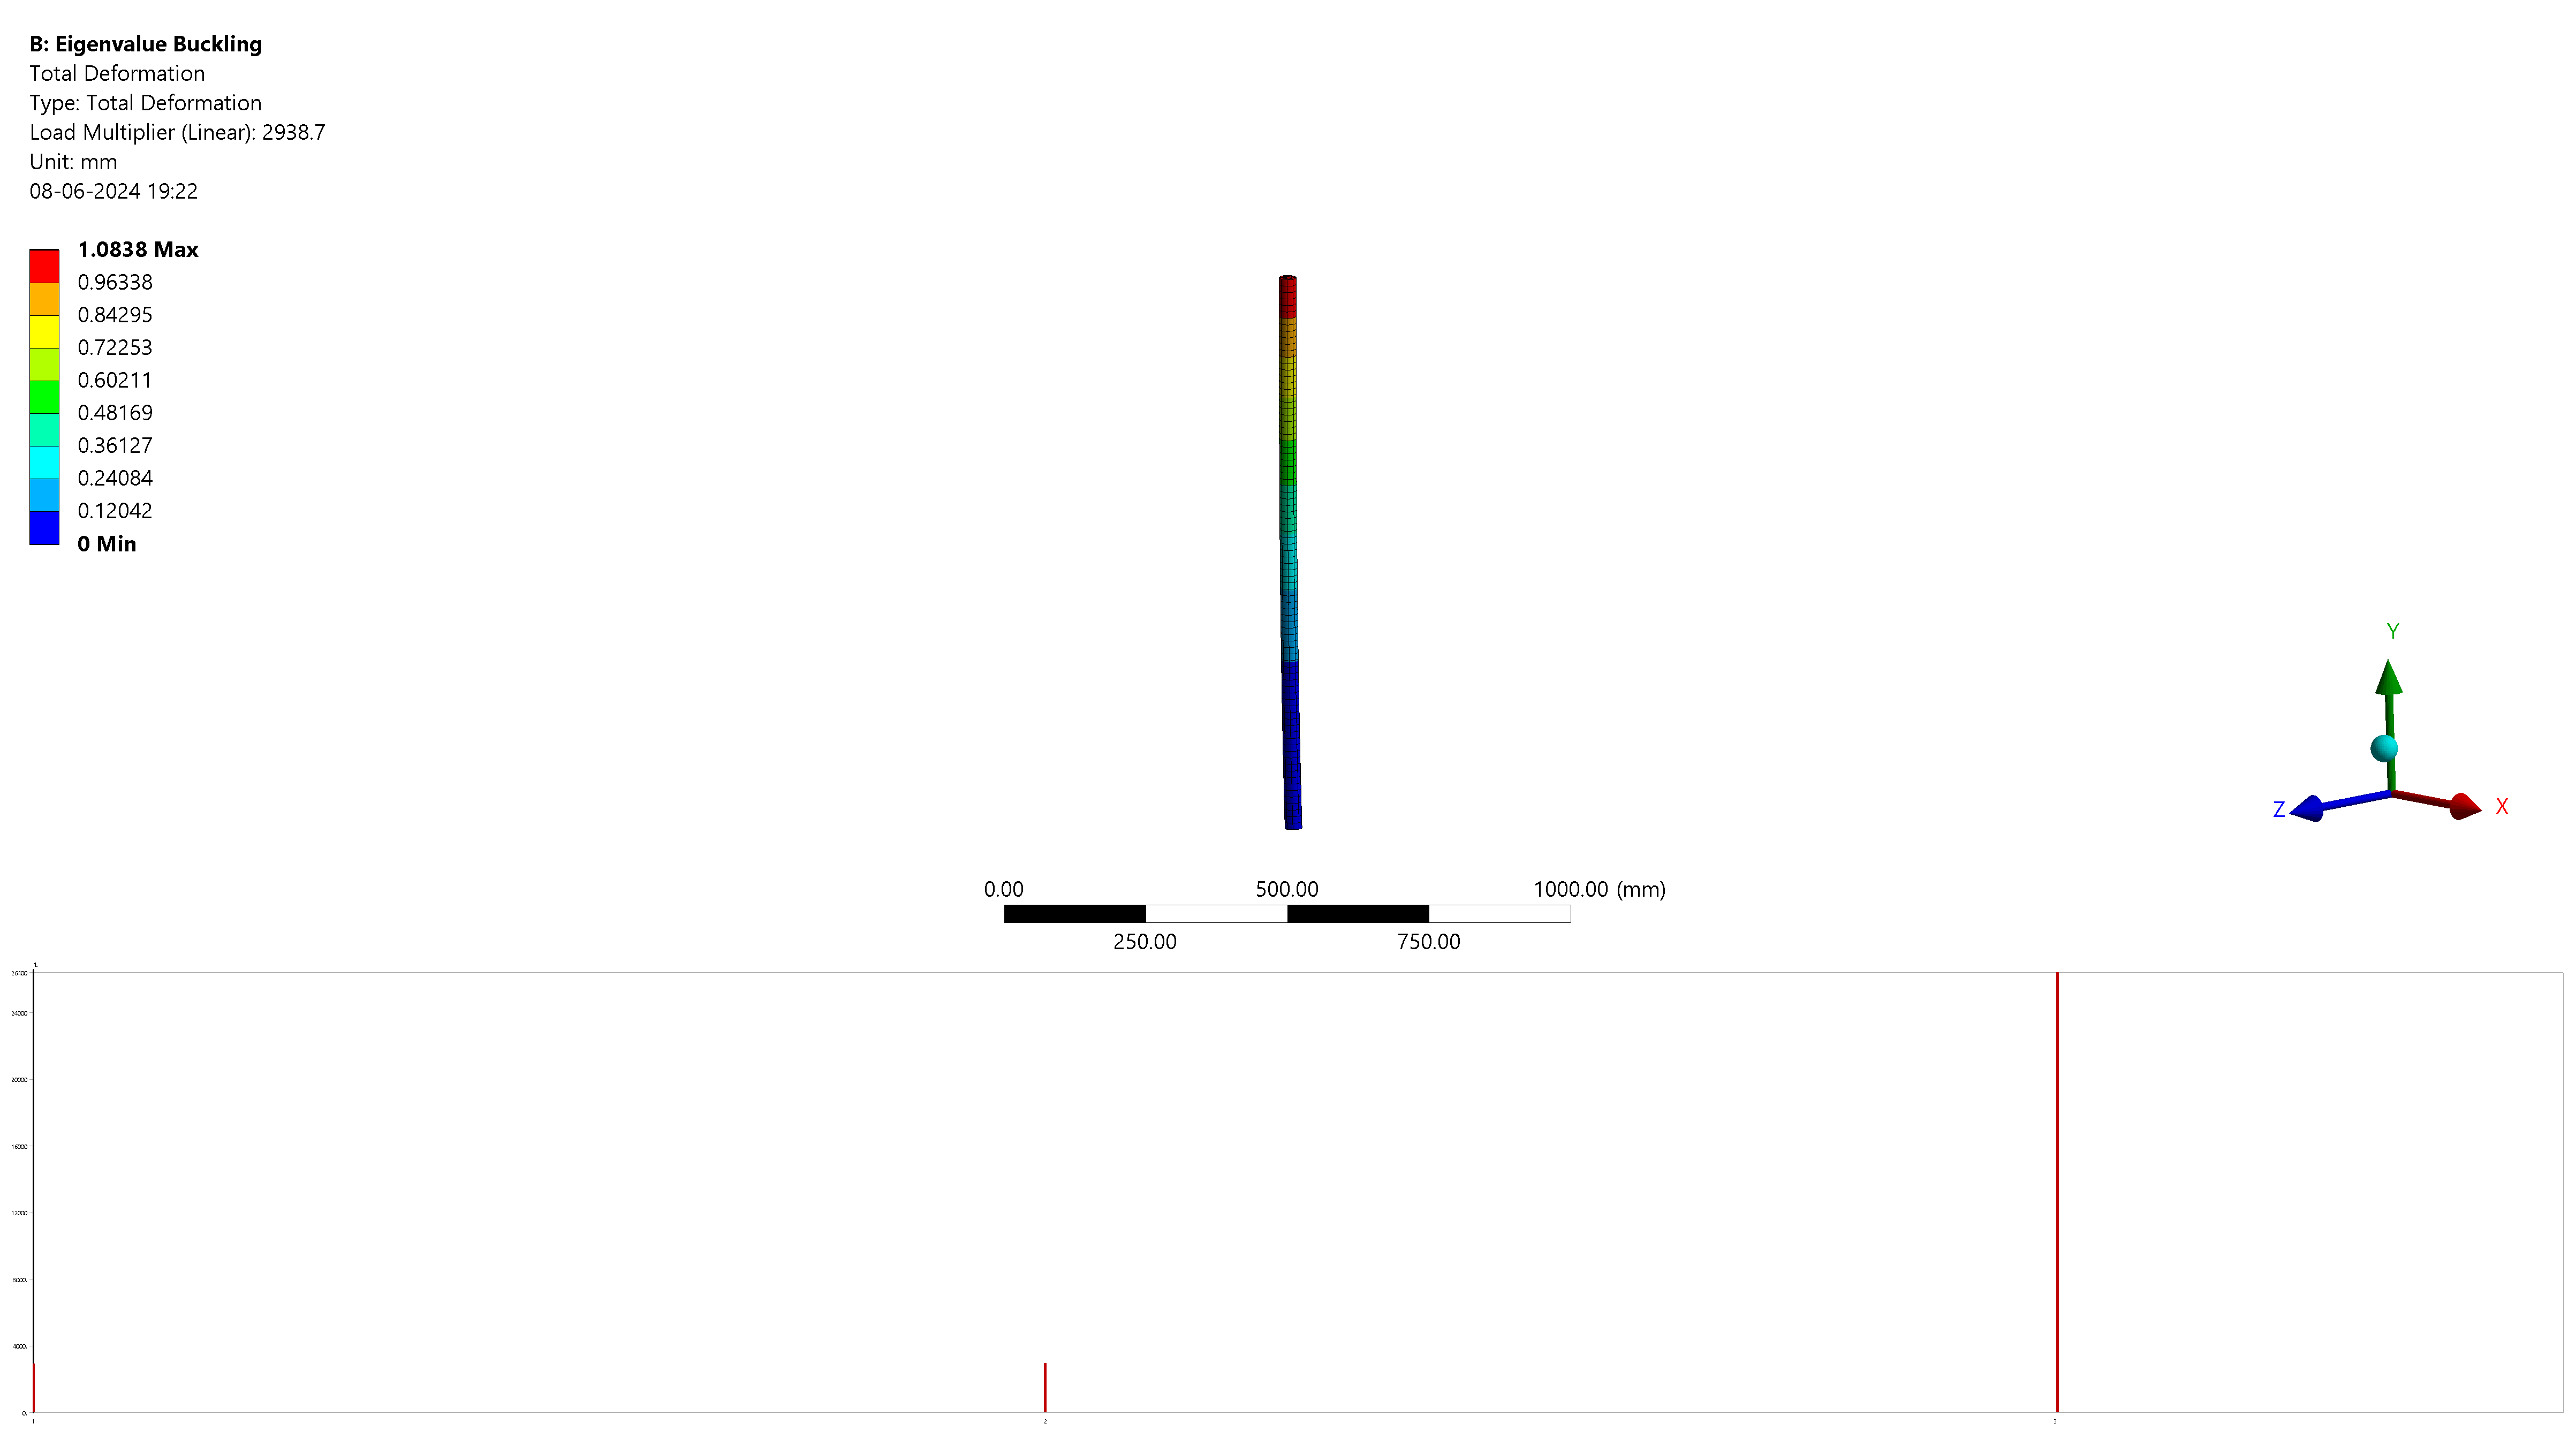 B: Eigenvalue Buckling
Total Deformation
Type: Total Deformation
Load Multiplier (Linear): 2938.7
Unit: mm
08-06-2024 19:22
1.0838 Max
0.96338
0.84295
0.72253
0.60211
0.48169
0.36127
0.24084
0.12042
0 Min
Y
Z
X
0.00
500.00
1000.00 (mm)
250.00
750.00
1.
26400
24000
20000
16000
12000
8000.
4000.
0.
1
2
3